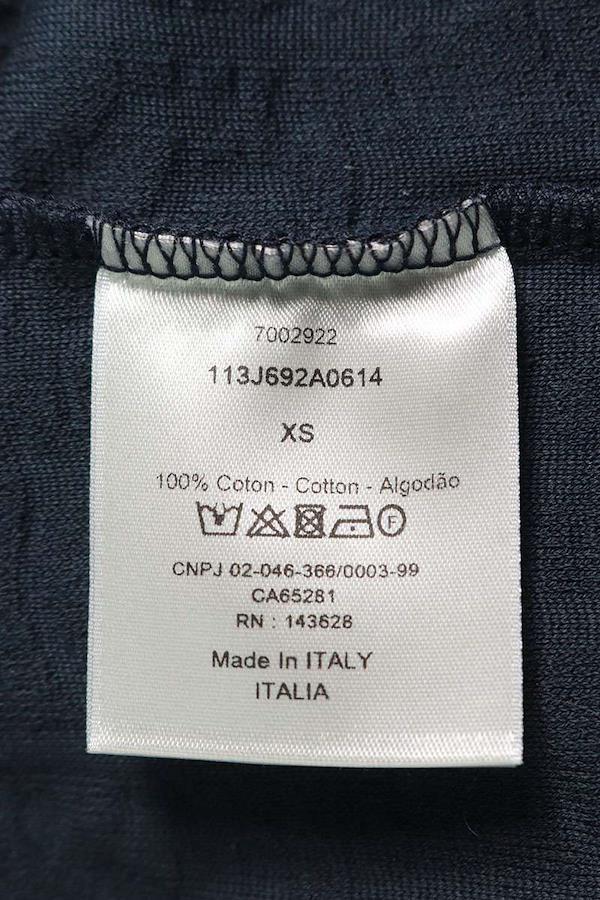 7002922
113J692A0614
XS
100% Coton - Cotton - Algodão
F
CNPJ 02-046-366/0003-99
CA65281
RN : 143628
Made In ITALY
ITALIA